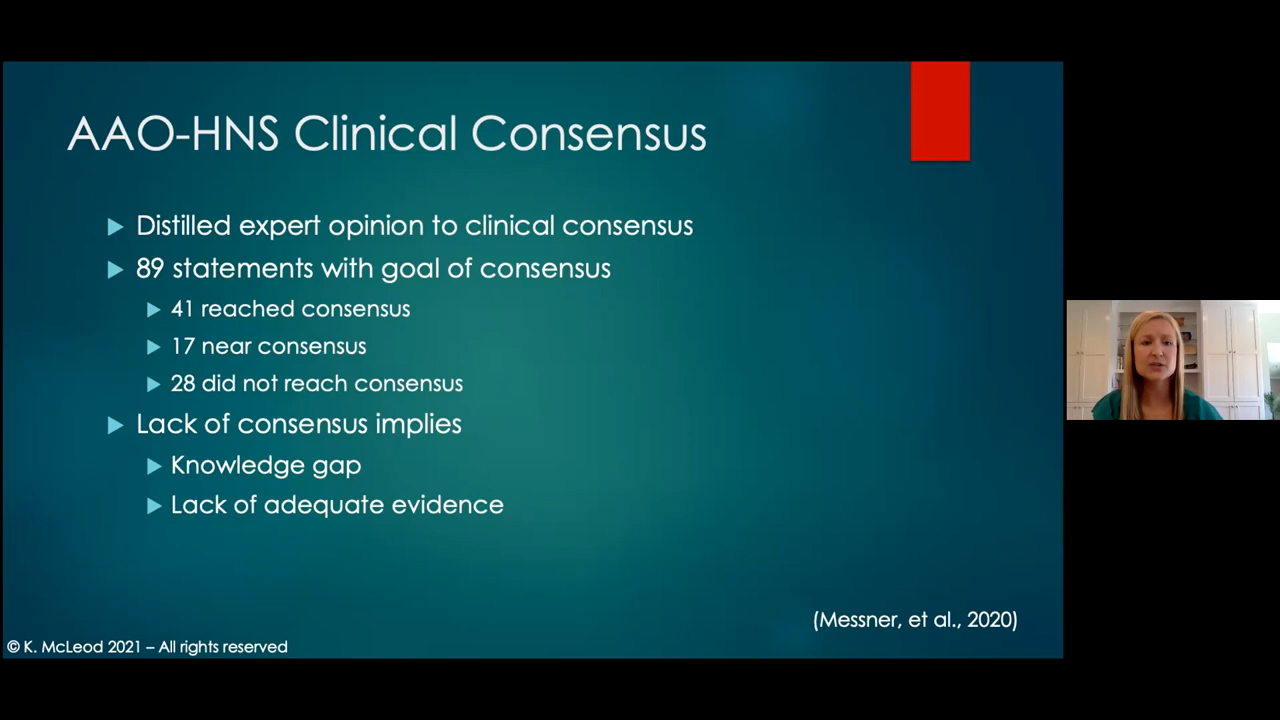 AAO-HNS Clinical Consensus
Distilled expert opinion to clinical consensus
89 statements with goal of consensus
41 reached consensus
17 near consensus
28 did not reach consensus
Lack of consensus implies
Knowledge gap
Lack of adequate evidence
(Messner, et al., 2020)
© K. McLeod 2021 – All rights reserved